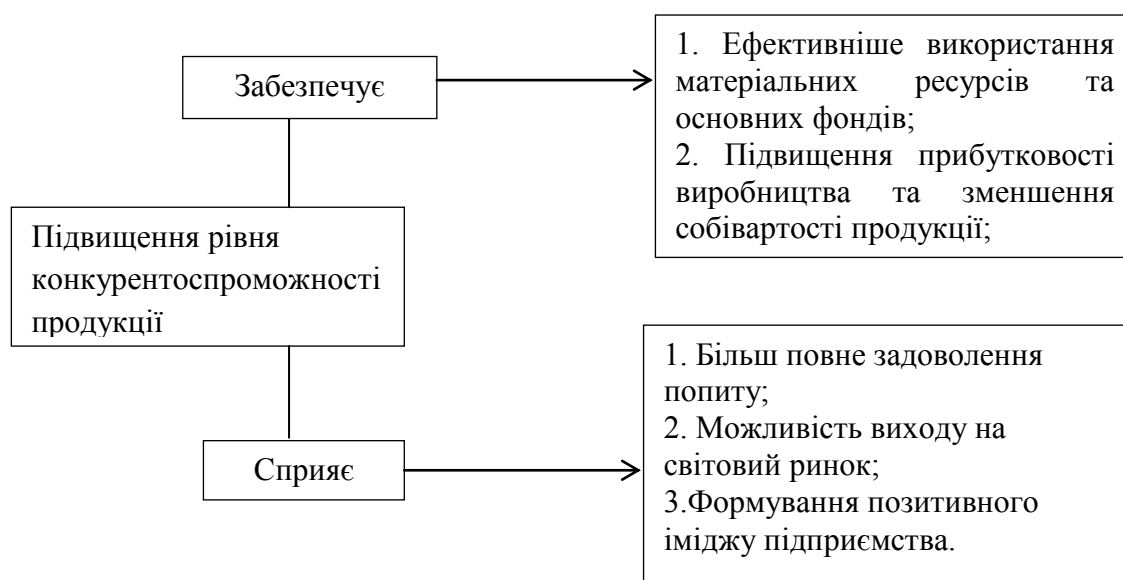 Забезпечує
1. Ефективніше використання
матеріальних ресурсів та
основних фондів;
2. Підвищення прибутковості
виробництва та зменшення
собівартості продукції;
Підвищення рівня
конкурентоспроможності
продукції
Сприяє
1. Більш повне задоволення
попиту;
2. Можливість виходу на
світовий ринок;
3.Формування позитивного
іміджу підприємства.